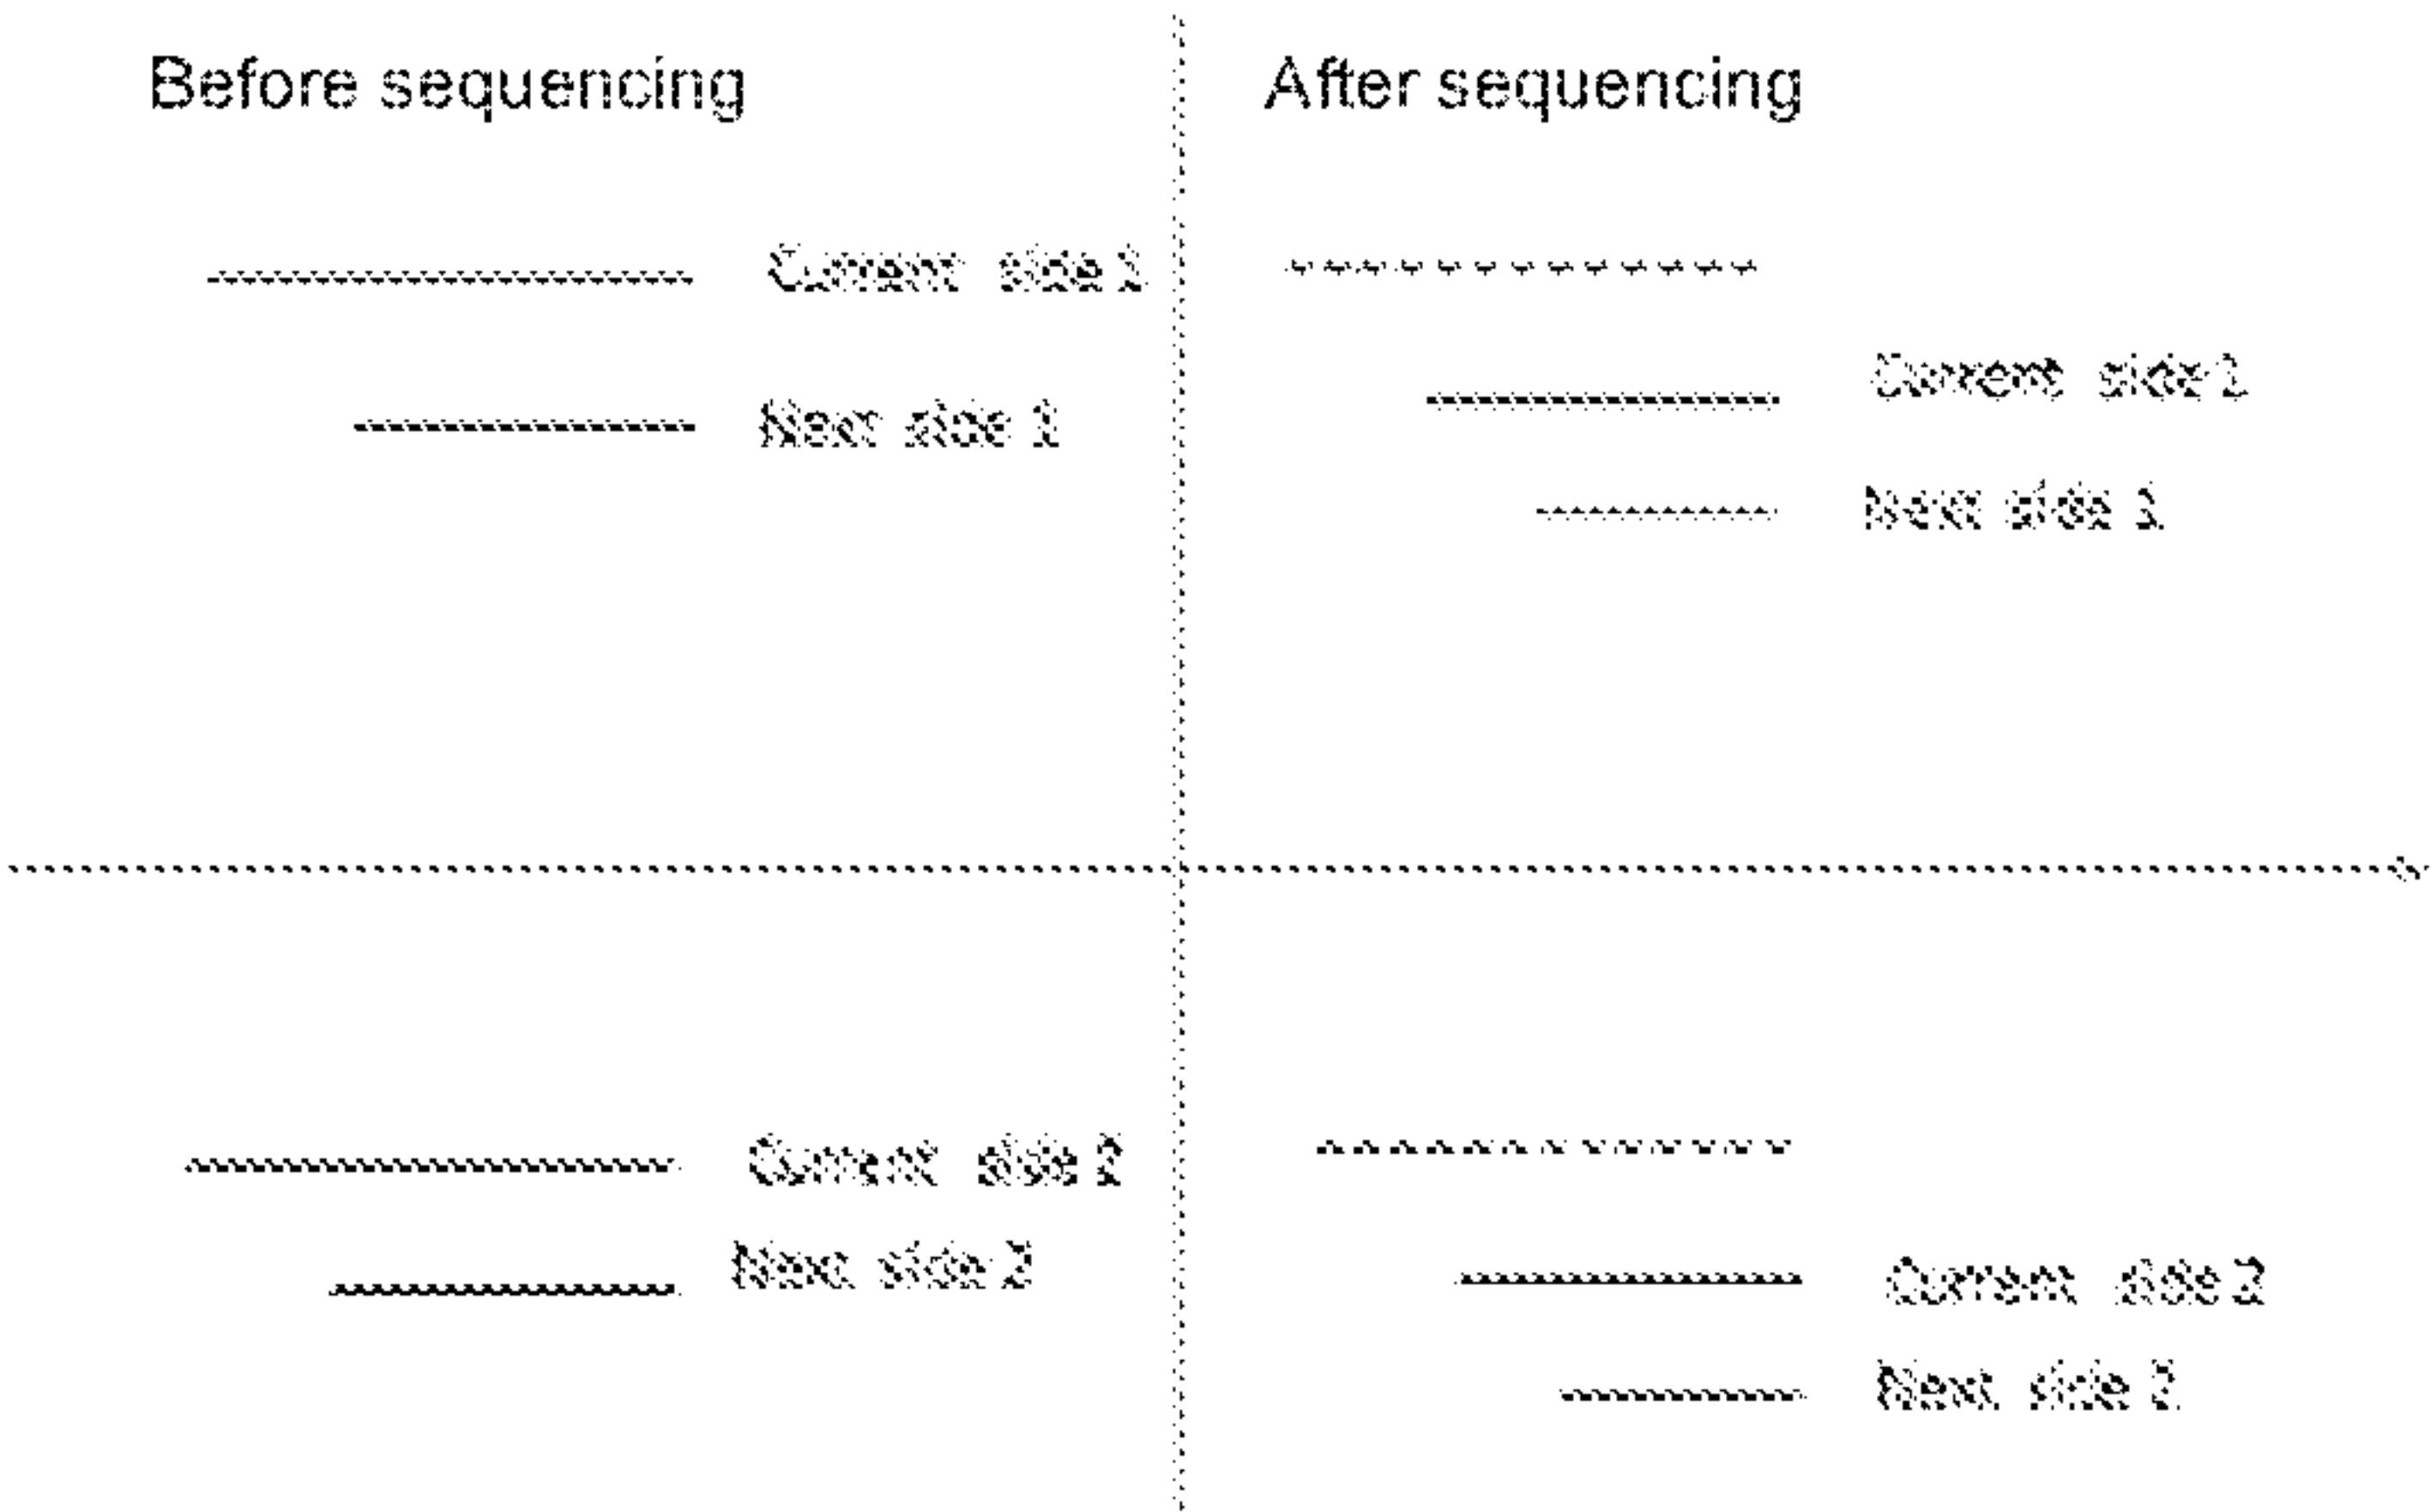 Before sequencing
After sequencing
Current side 1
Next side 1
Current side 1
Next side 1
Current side 2
Next side 2
Current side 2
Next side 2